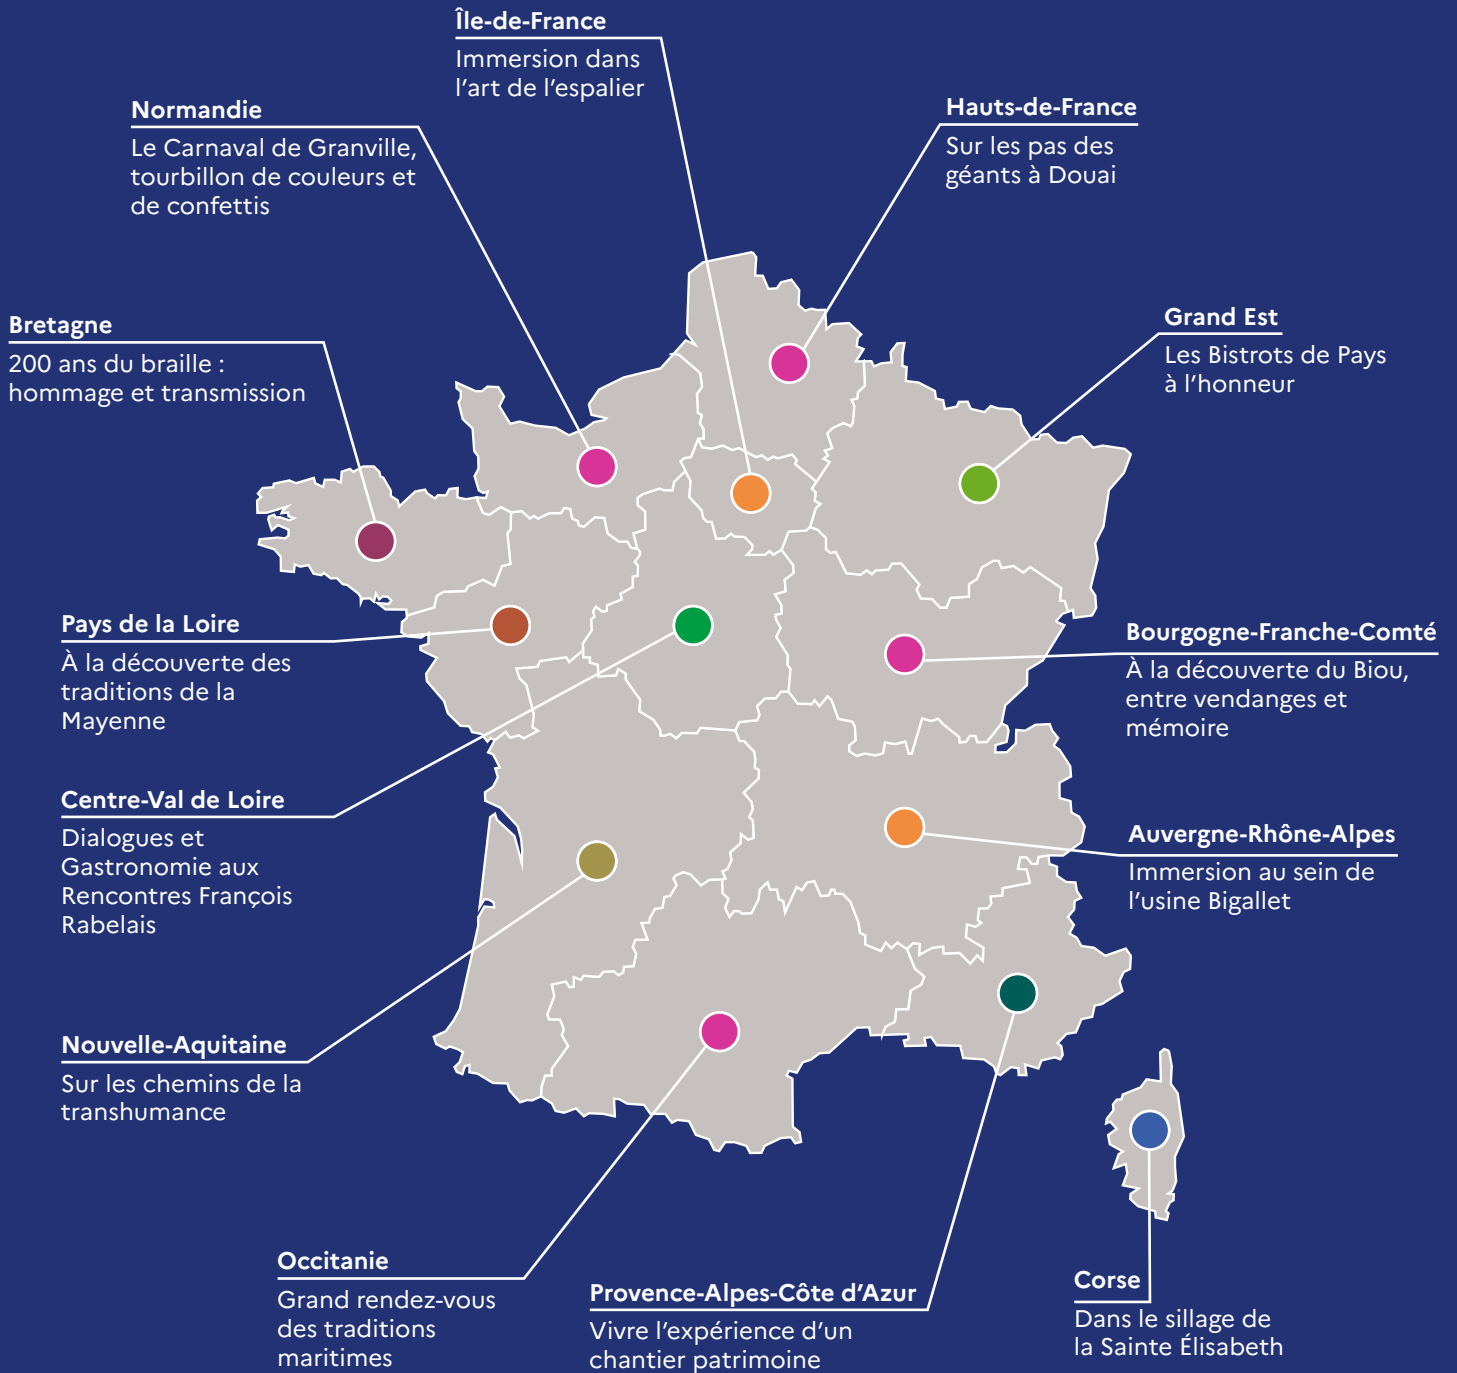 Île-de-France
Immersion dans
l’art de l’espalier
Normandie
Le Carnaval de Granville,
tourbillon de couleurs et
de confettis
Hauts-de-France
Sur les pas des
géants à Douai
Bretagne
200 ans du braille :
hommage et transmission
Grand Est
Les Bistrots de Pays
à l’honneur
Pays de la Loire
À la découverte des
traditions de la
Mayenne
Bourgogne-Franche-Comté
À la découverte du Biou,
entre vendanges et
mémoire
Centre-Val de Loire
Dialogues et
Gastronomie aux
Rencontres François
Rabelais
Auvergne-Rhône-Alpes
Immersion au sein de
l’usine Bigallet
Nouvelle-Aquitaine
Sur les chemins de la
transhumance
Occitanie
Grand rendez-vous
des traditions
maritimes
Provence-Alpes-Côte d’Azur
Vivre l’expérience d’un
chantier patrimoine
Corse
Dans le sillage de
la Sainte Élisabeth